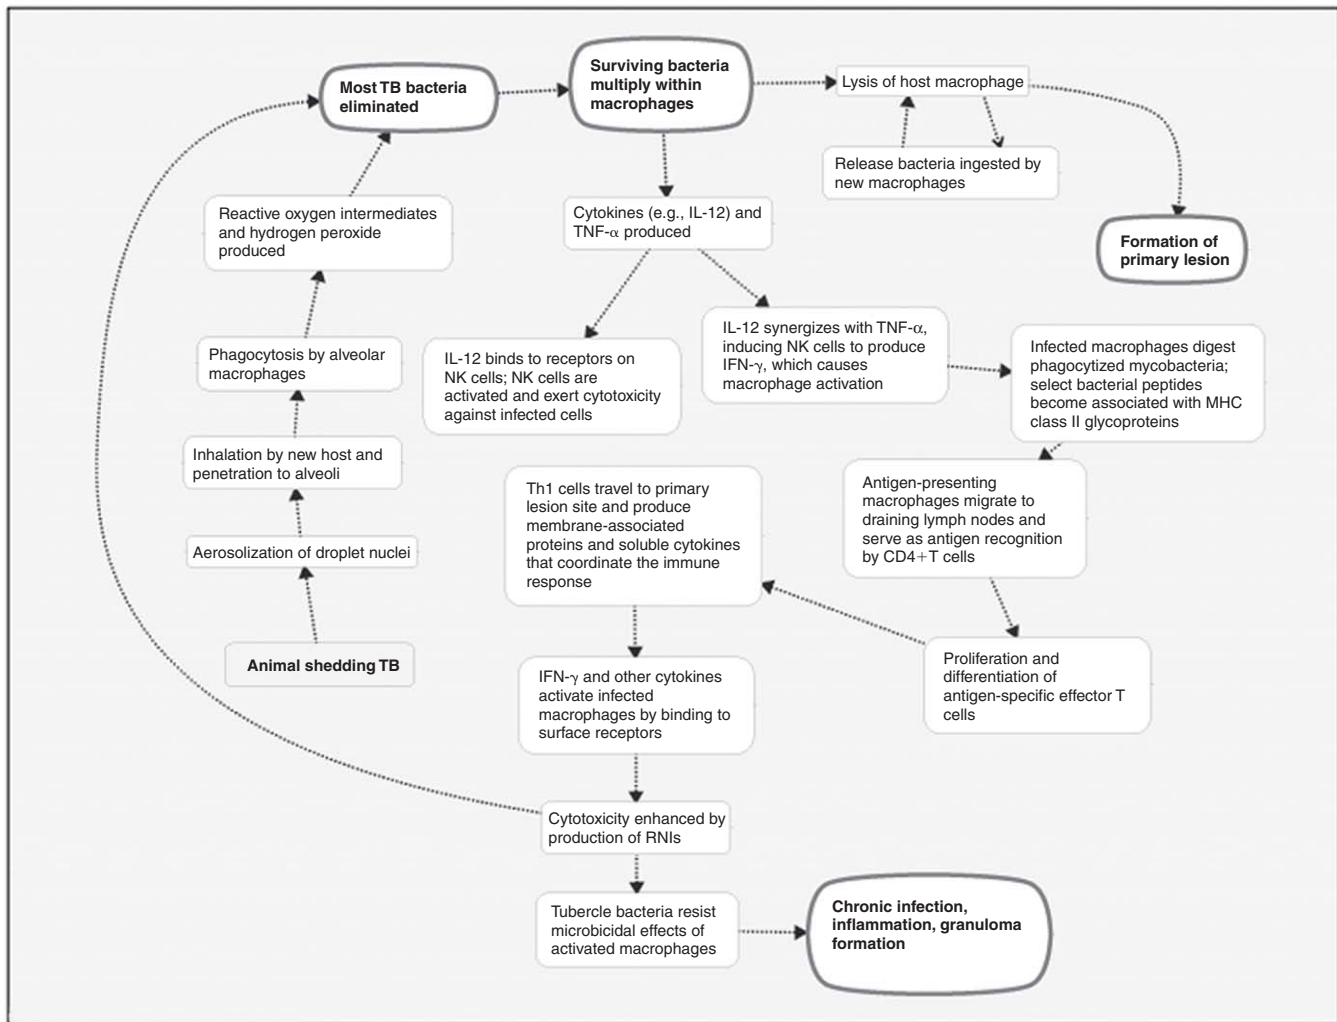 Most TB bacteria
eliminated
Surviving bacteria
multiply within
macrophages
Lysis of host macrophage
Release bacteria ingested by
new macrophages
Formation of
primary lesion
Reactive oxygen intermediates
and hydrogen peroxide
produced
Cytokines (e.g., IL-12) and
TNF-α produced
Phagocytosis by alveolar
macrophages
IL-12 binds to receptors on
NK cells; NK cells are
activated and exert cytotoxicity
against infected cells
IL-12 synergizes with TNF-α,
inducing NK cells to produce
IFN-γ, which causes
macrophage activation
Infected macrophages digest
phagocytized mycobacteria;
select bacterial peptides
become associated with MHC
class II glycoproteins
Inhalation by new host and
penetration to alveoli
Th1 cells travel to primary
lesion site and produce
membrane-associated
proteins and soluble cytokines
that coordinate the immune
response
Antigen-presenting
macrophages migrate to
draining lymph nodes and
serve as antigen recognition
by CD4+T cells
Aerosolization of droplet nuclei
Animal shedding TB
Proliferation and
differentiation of
antigen-specific effector T
cells
IFN-γ and other cytokines
activate infected
macrophages by binding to
surface receptors
Cytotoxicity enhanced by
production of RNIs
Tubercle bacteria resist
microbicidal effects of
activated macrophages
Chronic infection,
inflammation, granuloma
formation